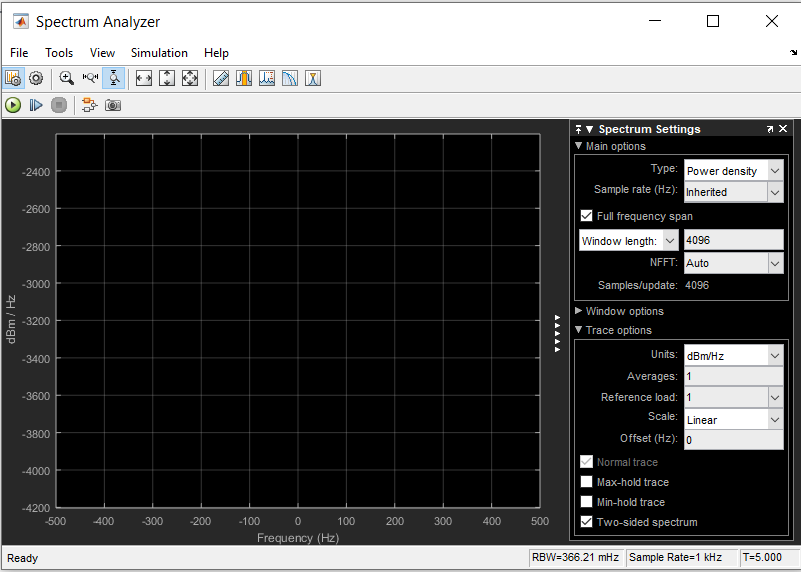 Spectrum Analyzer
File Tools View Simulation Help
Spectrum Settings
Main options
Type: Power density
Sample rate (Hz): Inherited
Full frequency span
Window length: 4096
NFFT: Auto
Samples/update: 4096
Window options
Trace options
Units: dBm/Hz
Averages: 1
Reference load: 1
Scale: Linear
Offset (Hz): 0
Normal trace
Max-hold trace
Min-hold trace
Two-sided spectrum
dBm / Hz
-2400
-2600
-2800
-3000
-3200
-3400
-3600
-3800
-4000
-4200
-500 -400 -300 -200 -100 0 100 200 300 400 500
Frequency (Hz)
Ready RBW=366.21 mHz Sample Rate=1 kHz T=5.000